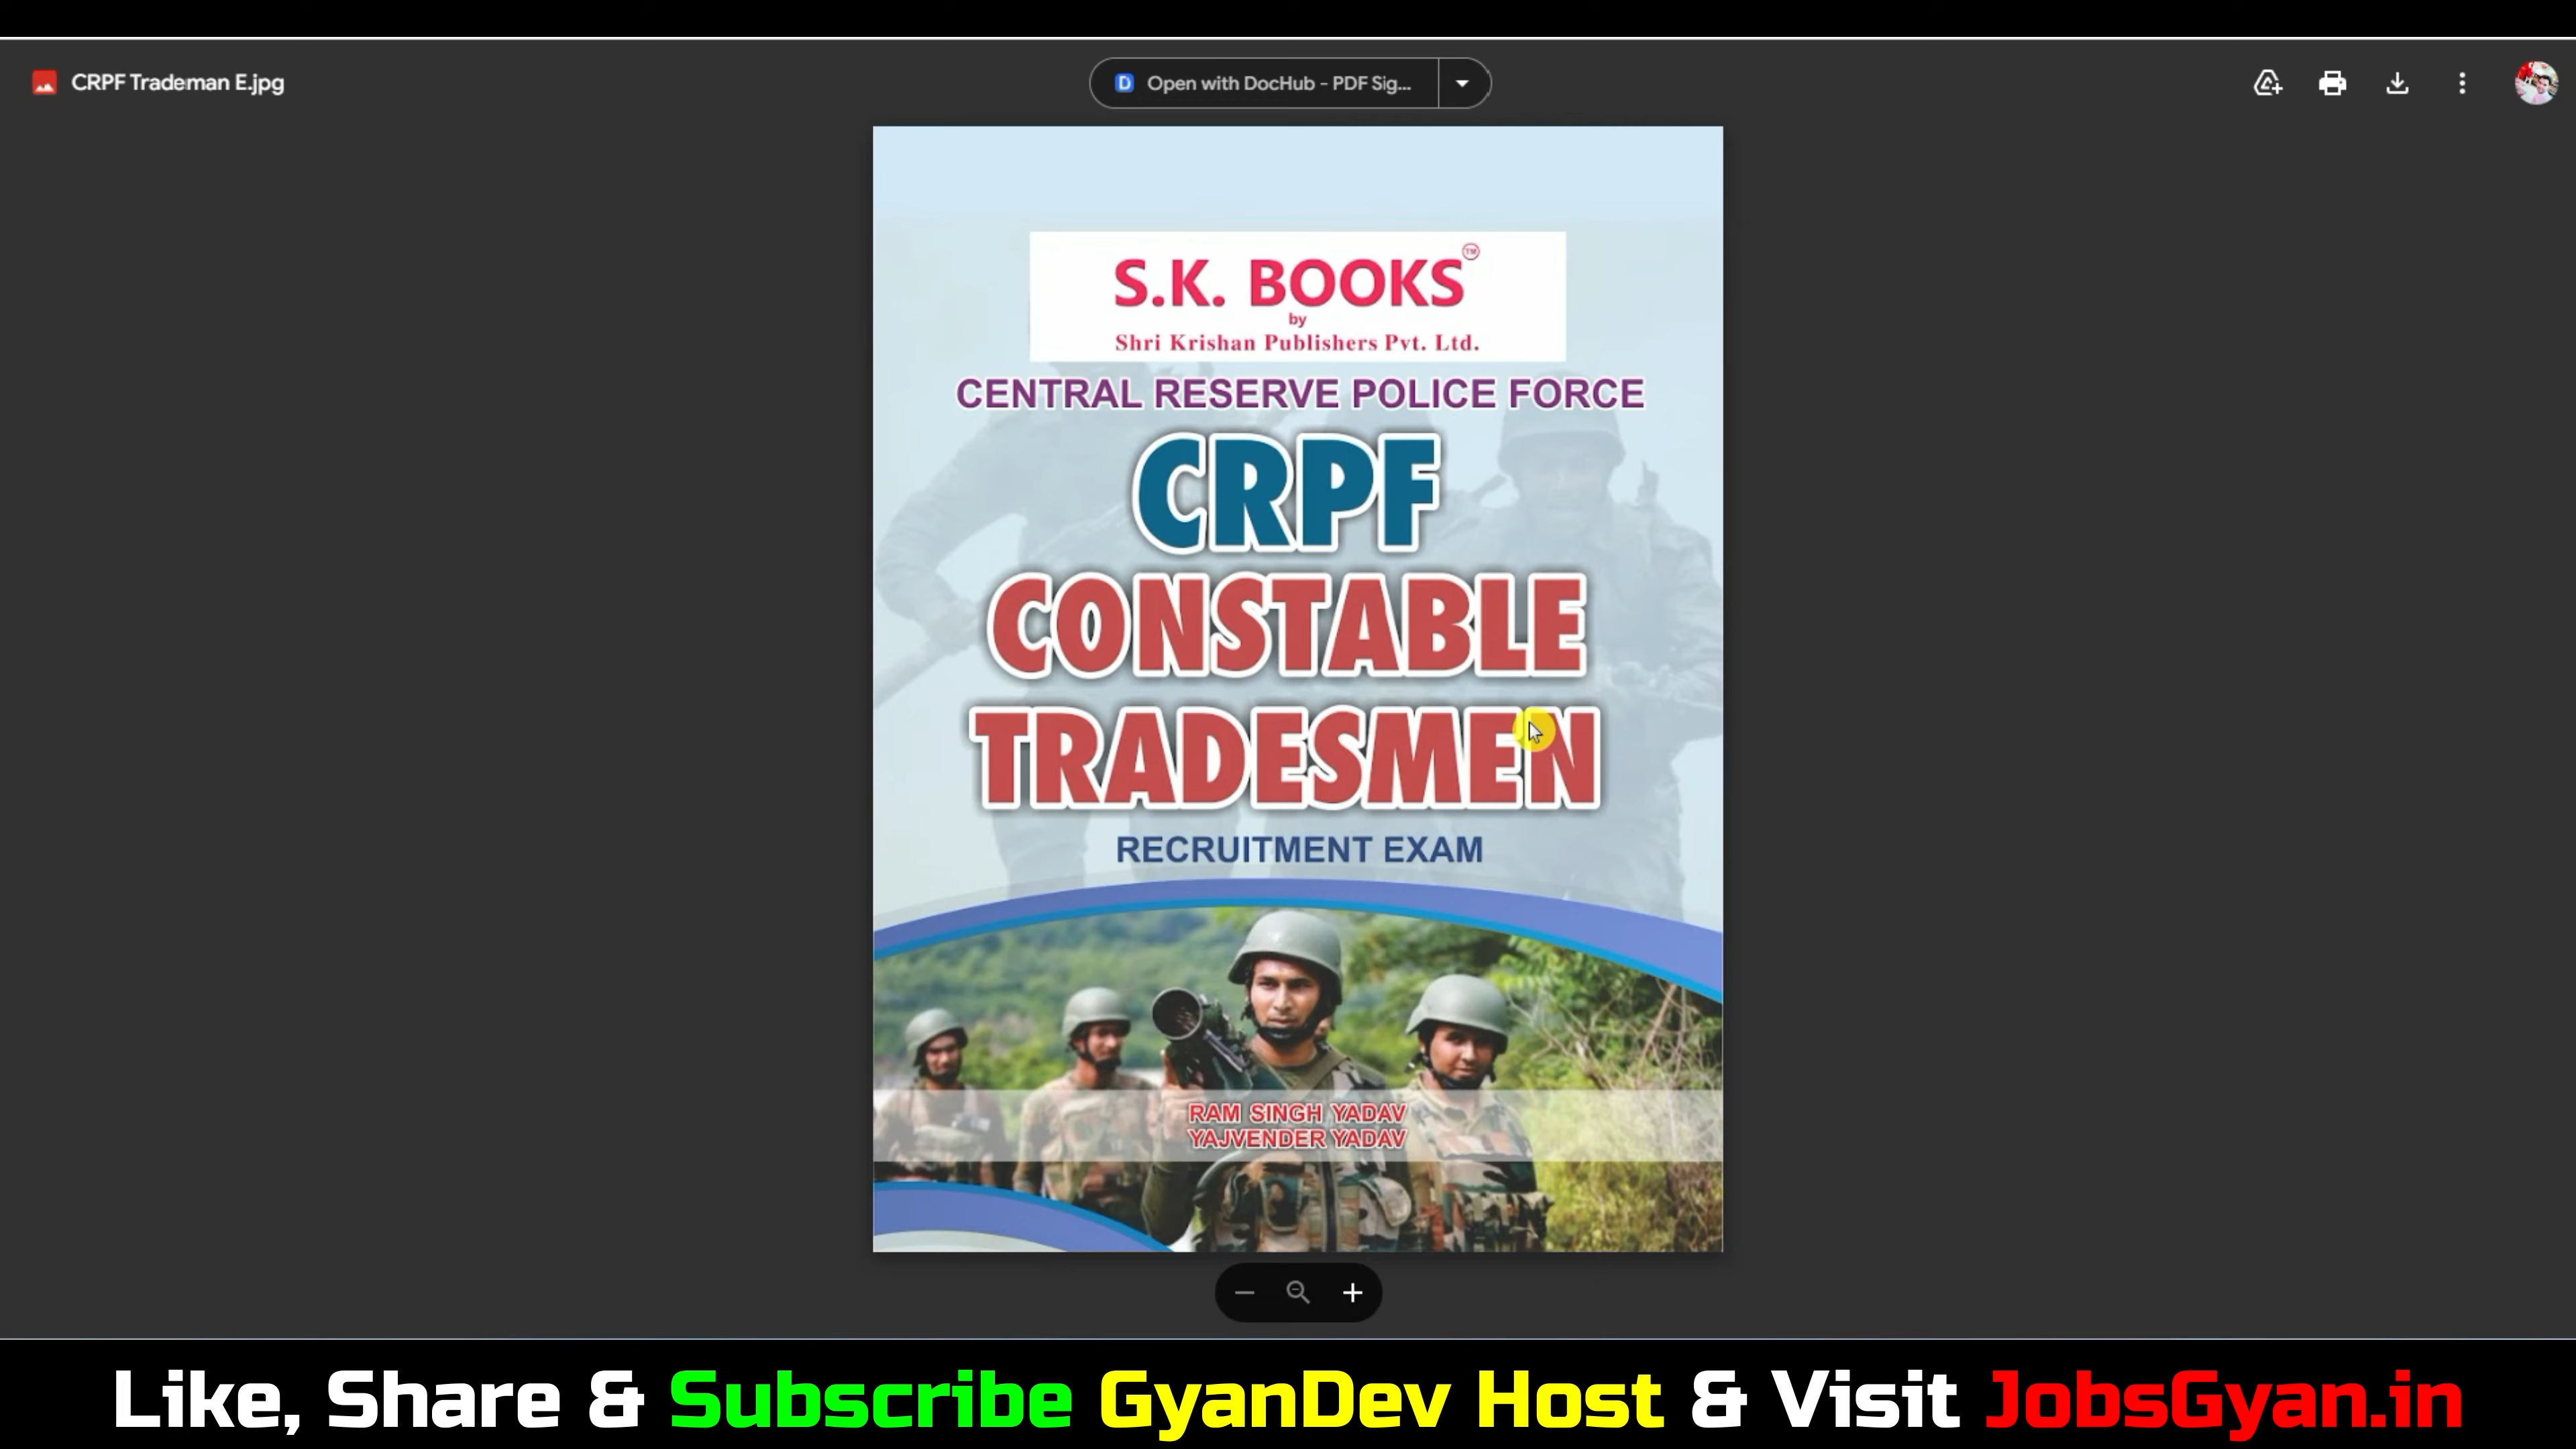 CRPF Trademan E.jpg
Open with DocHub - PDF Sig...
S.K. BOOKS TM
by
Shri Krishan Publishers Pvt. Ltd.
CENTRAL RESERVE POLICE FORCE
CRPF
CONSTABLE
TRADESMEN
RECRUITMENT EXAM
RAM SINGH YADAV
YAJVENDER YADAV
Like, Share & Subscribe GyanDev Host & Visit JobsGyan.in